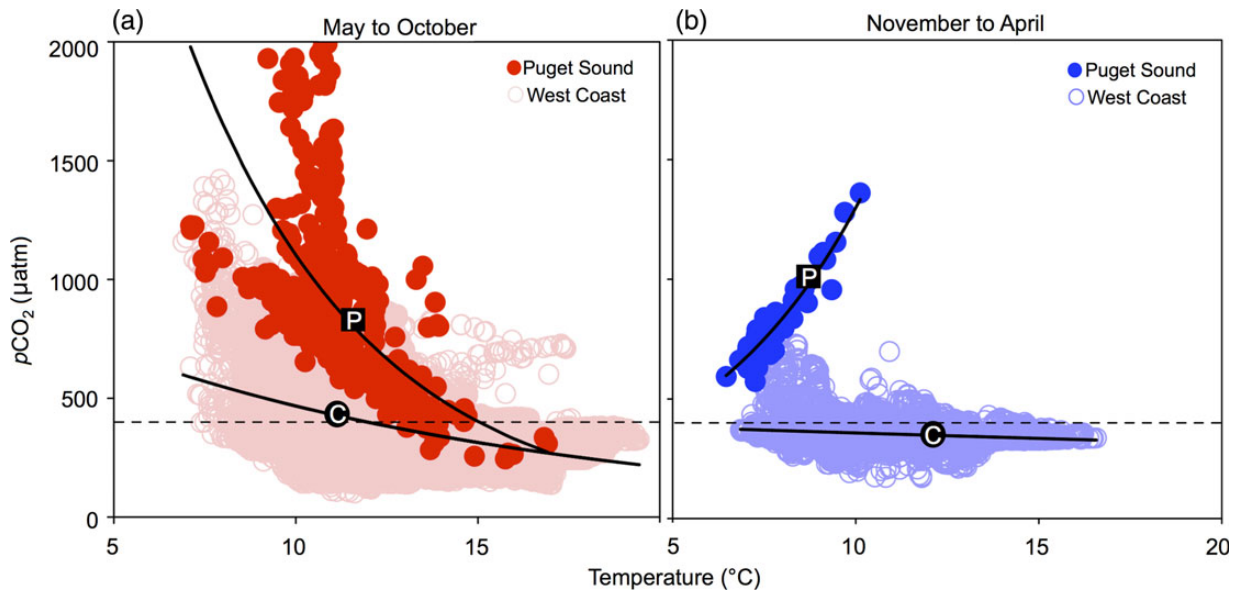 (a)
May to October
(b)
November to April
2000
1500
1000
500
0
pCO₂ (µatm)
Puget Sound
West Coast
P
C
Puget Sound
West Coast
P
C
5
10
15
5
10
15
20
Temperature (°C)